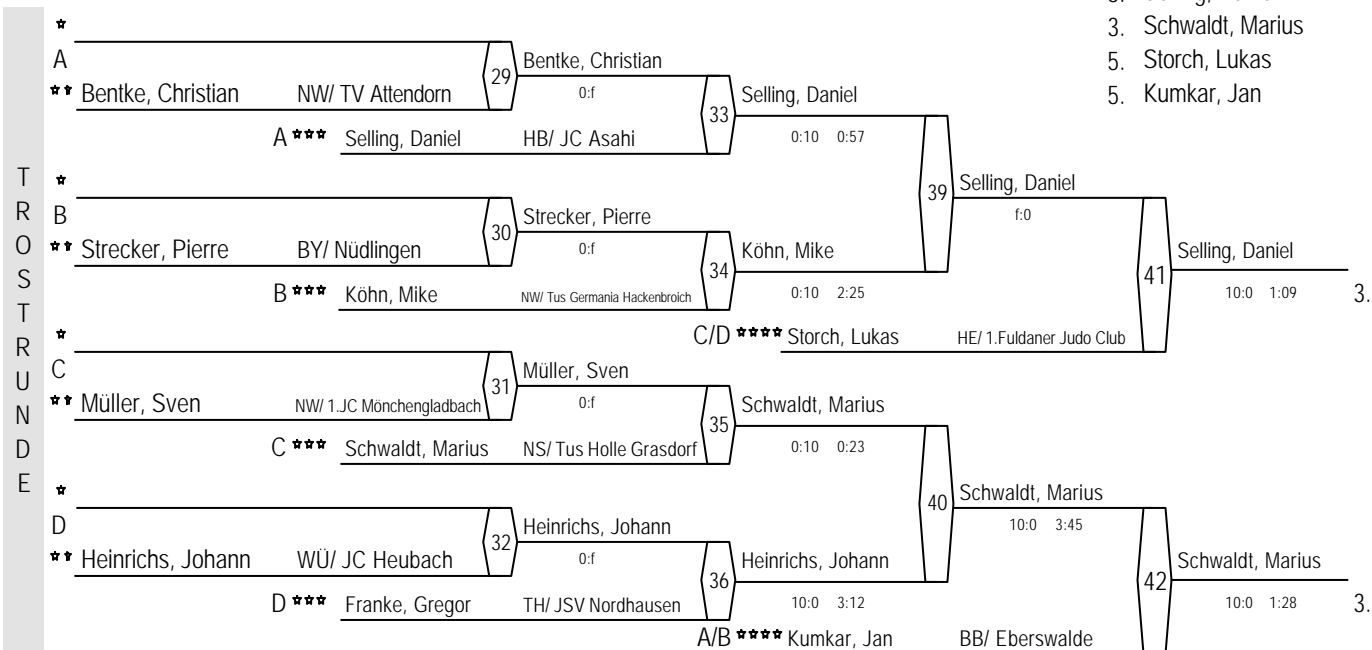 3. Schwaldt, Marius
5. Storch, Lukas
5. Kumkar, Jan
TROSTRUNDE
A
Bentke, Christian NW/ TV Attendorn
29
Bentke, Christian
0:f
A Selling, Daniel HB/ JC Asahi
33
Selling, Daniel
0:10 0:57
B
Strecker, Pierre BY/ Nüdlingen
30
Strecker, Pierre
0:f
B Köhn, Mike NW/ Tus Germania Hackenbroich
34
Köhn, Mike
0:10 2:25
39
Selling, Daniel
f:0
C/D Storch, Lukas HE/ 1.Fuldaner Judo Club
41
Selling, Daniel
10:0 1:09
3.
C
Müller, Sven NW/ 1.JC Mönchengladbach
31
Müller, Sven
0:f
C Schwaldt, Marius NS/ Tus Holle Grasdorf
35
Schwaldt, Marius
0:10 0:23
D
Heinrichs, Johann WÜ/ JC Heubach
32
Heinrichs, Johann
0:f
D Franke, Gregor TH/ JSV Nordhausen
36
Heinrichs, Johann
10:0 3:12
40
Schwaldt, Marius
10:0 3:45
A/B Kumkar, Jan BB/ Eberswalde
42
Schwaldt, Marius
10:0 1:28
3.